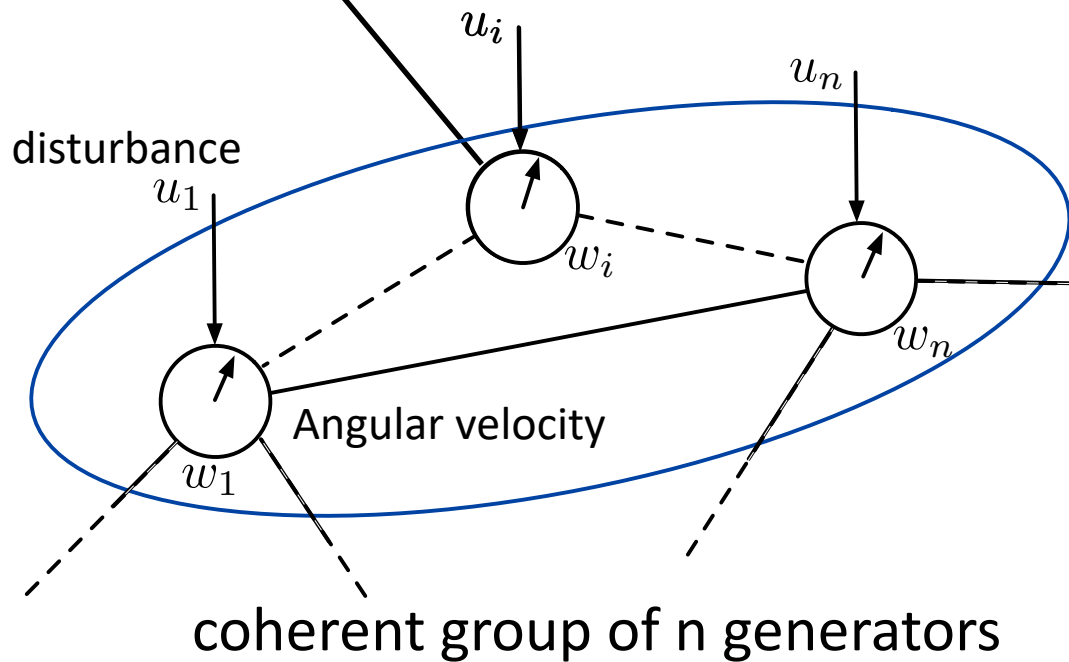 u_i
u_n
disturbance
u_1
w_i
w_n
Angular velocity
w_1
coherent group of n generators